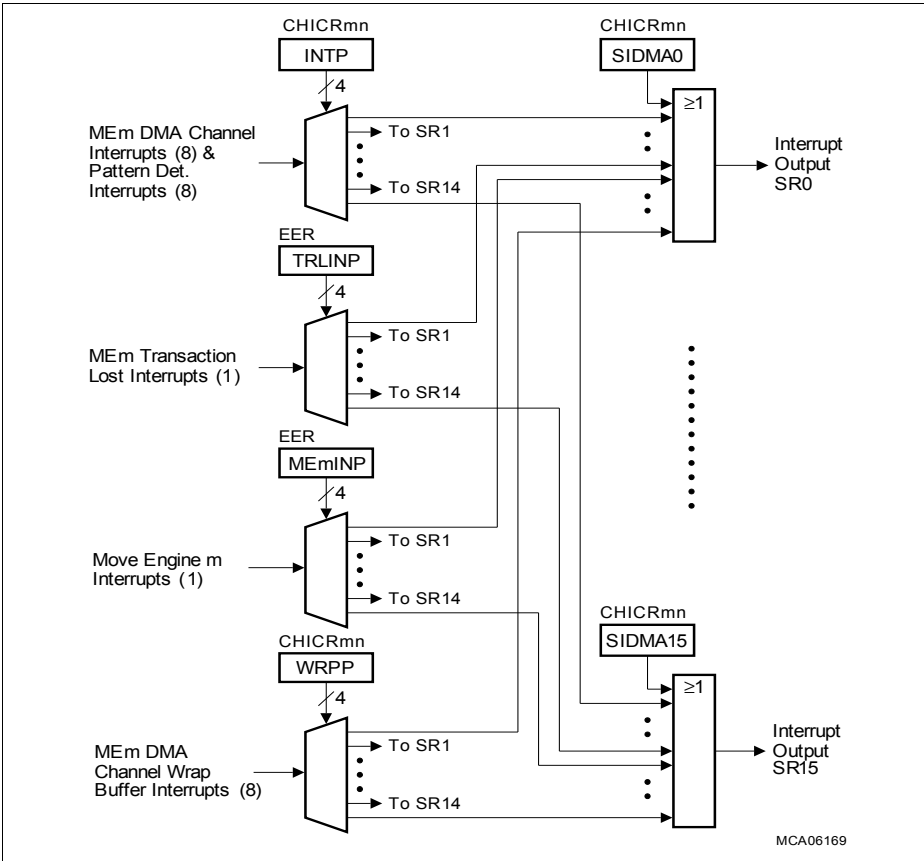 CHICRmn
INTP
4
MEm DMA Channel
Interrupts (8) &
Pattern Det.
Interrupts (8)
To SR1
To SR14
EER
TRLINP
4
MEm Transaction
Lost Interrupts (1)
To SR1
To SR14
EER
MEmINP
4
Move Engine m
Interrupts (1)
To SR1
To SR14
CHICRmn
WRPP
4
MEm DMA
Channel Wrap
Buffer Interrupts (8)
To SR1
To SR14
CHICRmn
SIDMA0
≥1
Interrupt
Output
SR0
CHICRmn
SIDMA15
≥1
Interrupt
Output
SR15
MCA06169